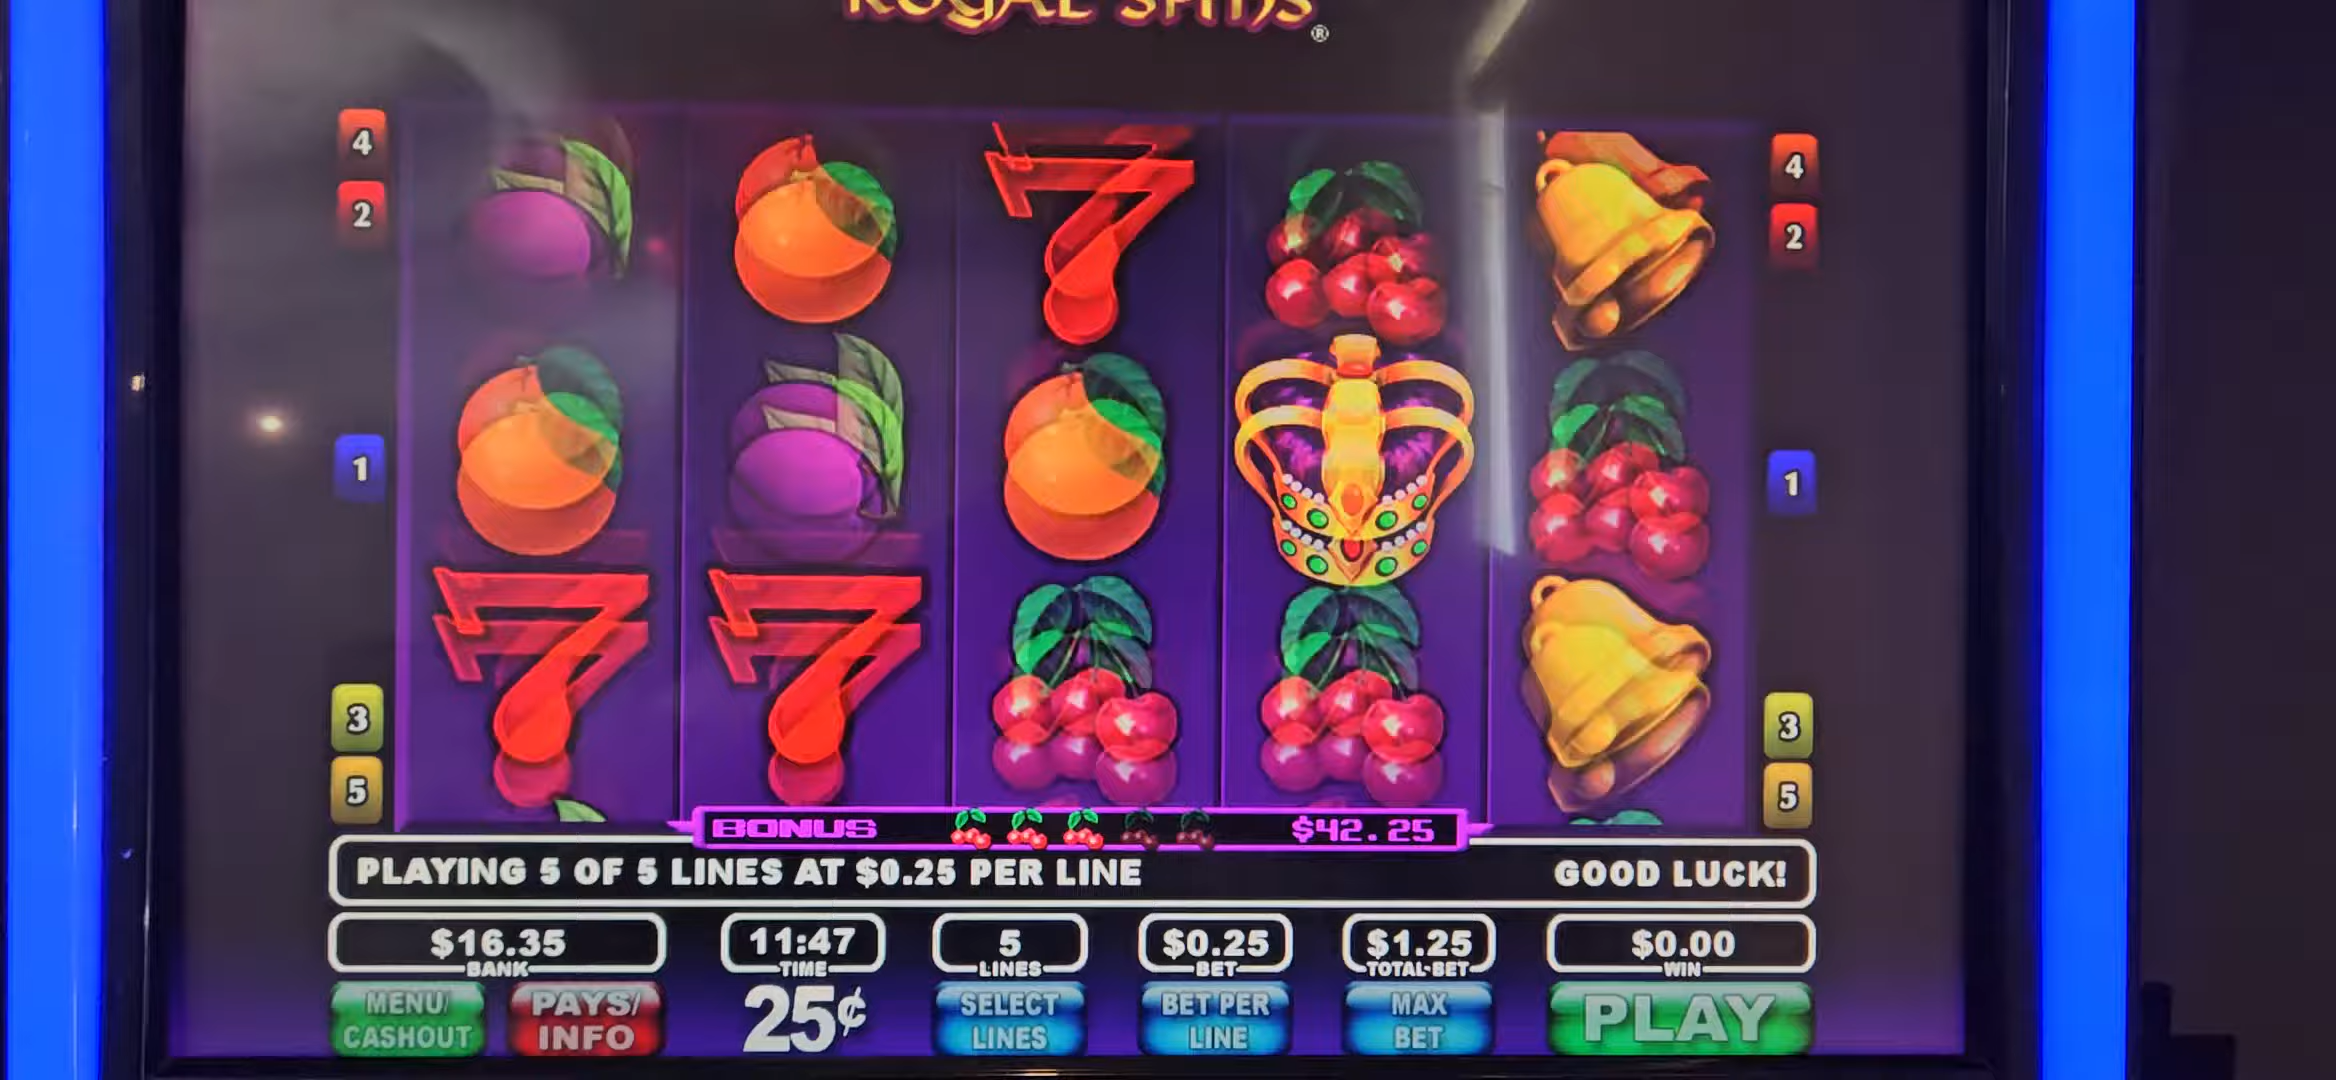 ROYAL SPINS®
4 4
2 2
1 1
3 3
5 5
BONUS $42.25
PLAYING 5 OF 5 LINES AT $0.25 PER LINE GOOD LUCK!
$16.35 11:47 5 $0.25 $1.25 $0.00
BANK TIME LINES BET TOTAL BET WIN
MENU/ CASHOUT PAYS/ INFO 25¢ SELECT LINES BET PER LINE MAX BET PLAY